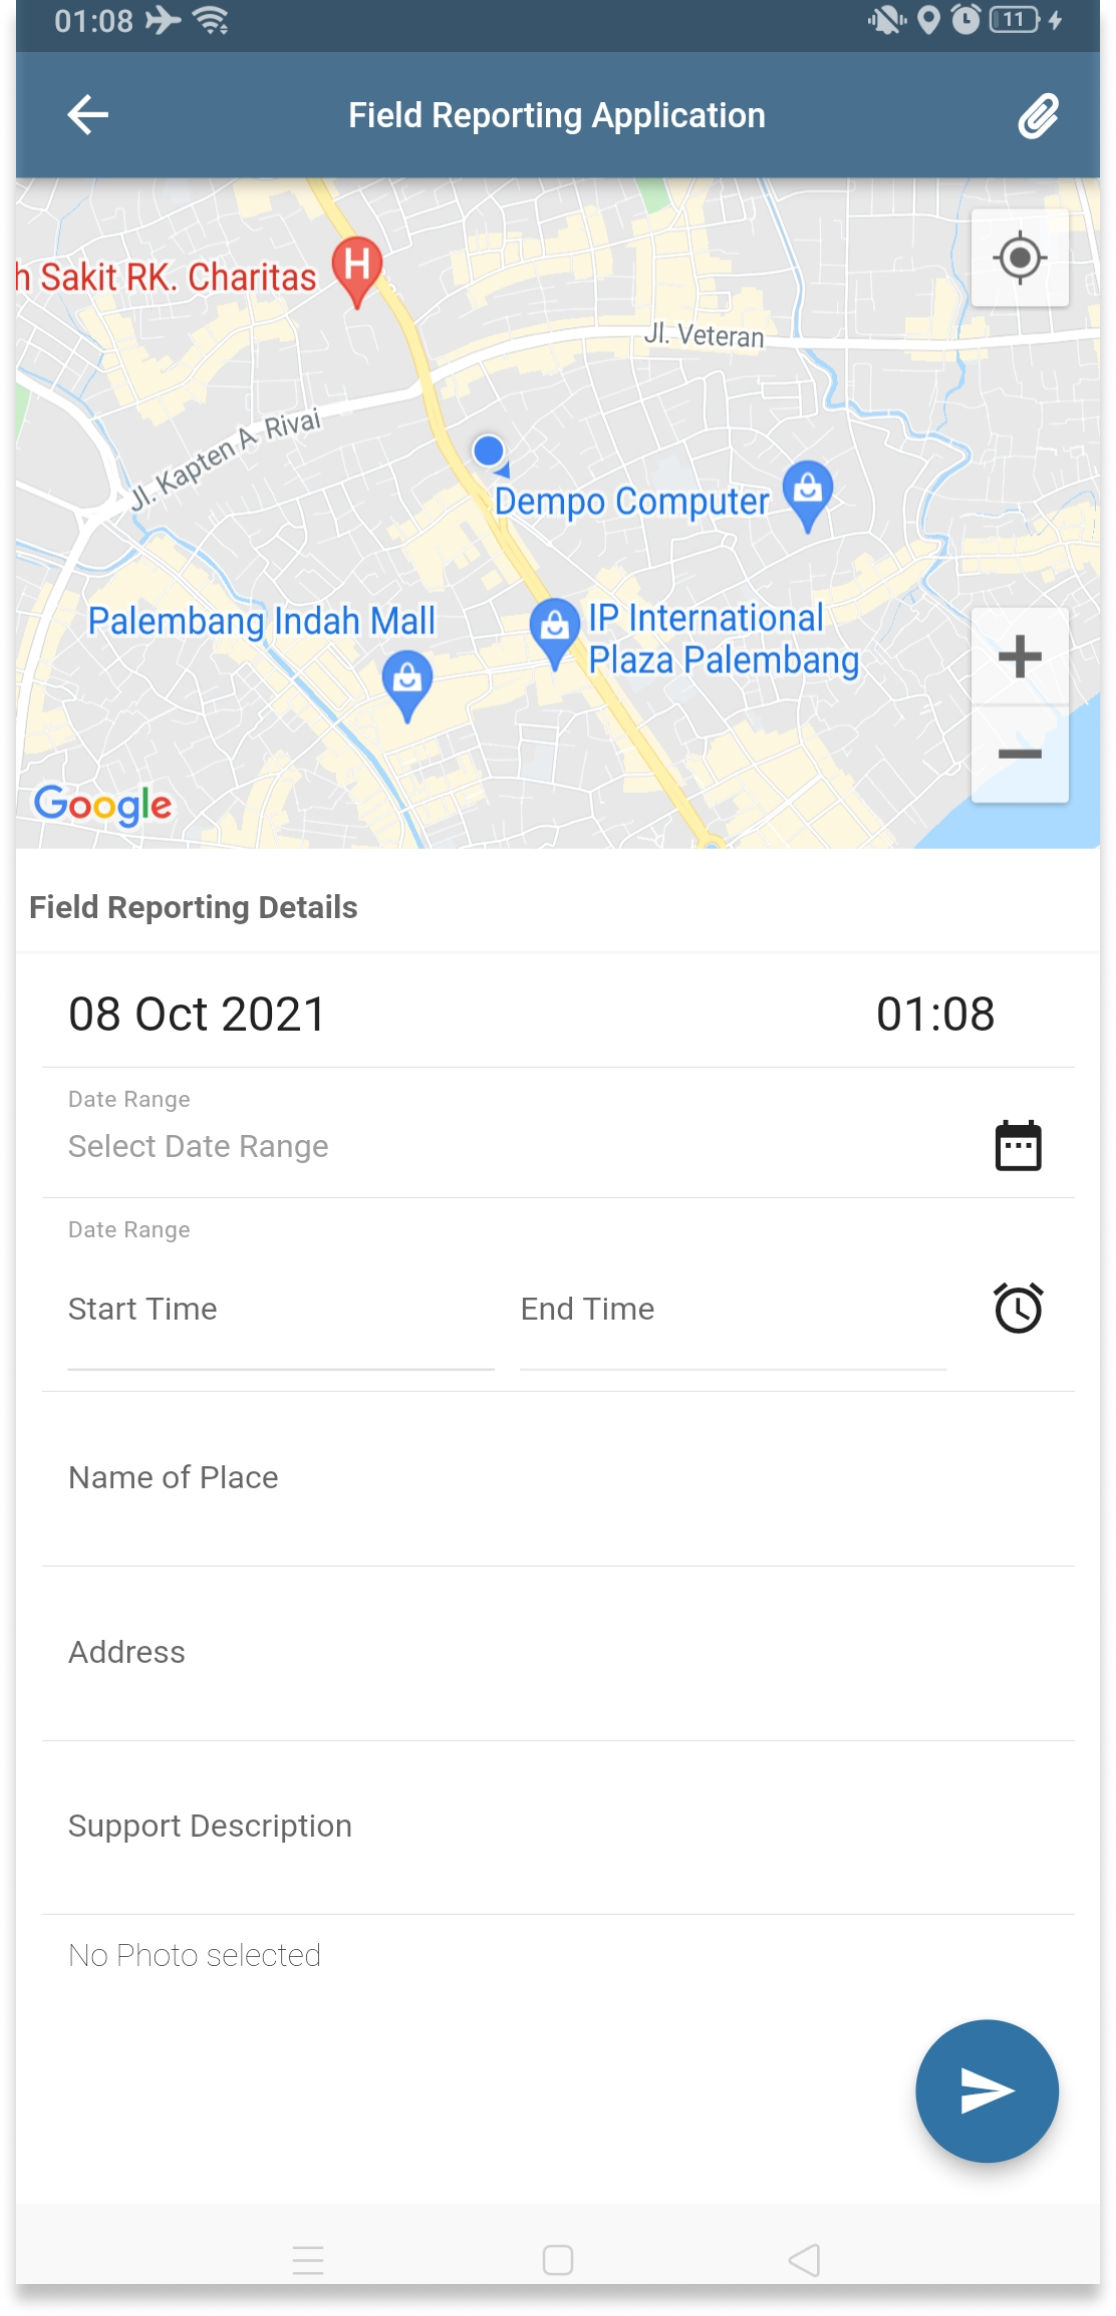 01:08
11
Field Reporting Application
h Sakit RK. Charitas
H
Jl. Veteran
Jl. Kapten A. Rivai
Dempo Computer
Palembang Indah Mall
IP International
Plaza Palembang
Google
Field Reporting Details
08 Oct 2021
01:08
Date Range
Select Date Range
Date Range
Start Time
End Time
Name of Place
Address
Support Description
No Photo selected